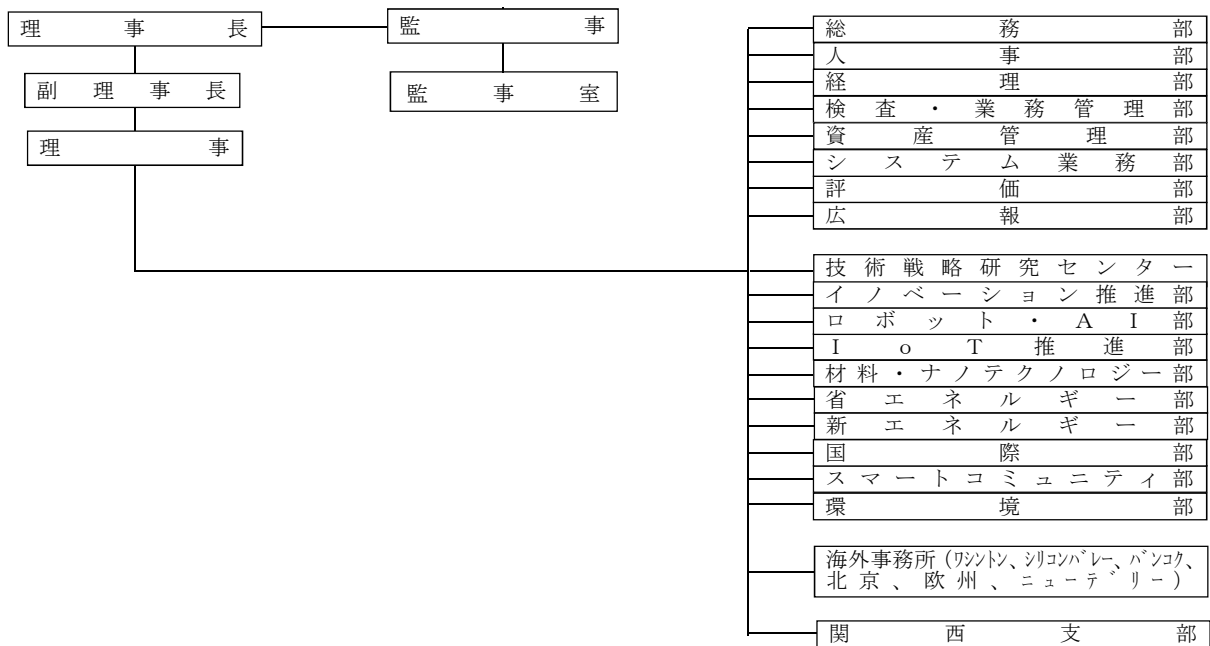 理事長
監事
副理事長
監事室
理事
総務部
人事部
経理部
検査・業務管理部
資産管理部
システム業務部
評価部
広報部
技術戦略研究センター
イノベーション推進部
ロボット・AI部
IoT推進部
材料・ナノテクノロジー部
省エネルギー部
新エネルギー部
国際部
スマートコミュニティ部
環境部
海外事務所(ワシントン、シリコンバレー、バンコク、
北京、欧州、ニューデリー)
関西支部